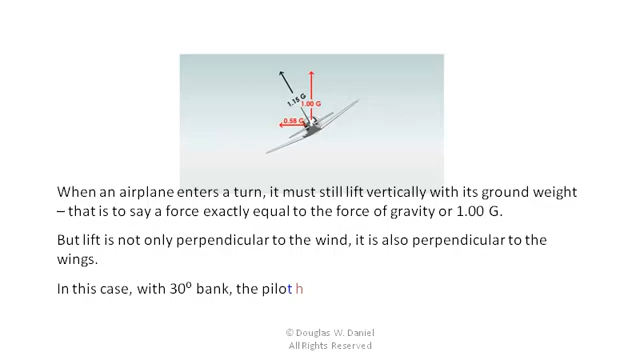 1.15 G
1.00 G
0.58 G
When an airplane enters a turn, it must still lift vertically with its ground weight
– that is to say a force exactly equal to the force of gravity or 1.00 G.
But lift is not only perpendicular to the wind, it is also perpendicular to the
wings.
In this case, with 30⁰ bank, the pilot h
© Douglas W. Daniel
All Rights Reserved